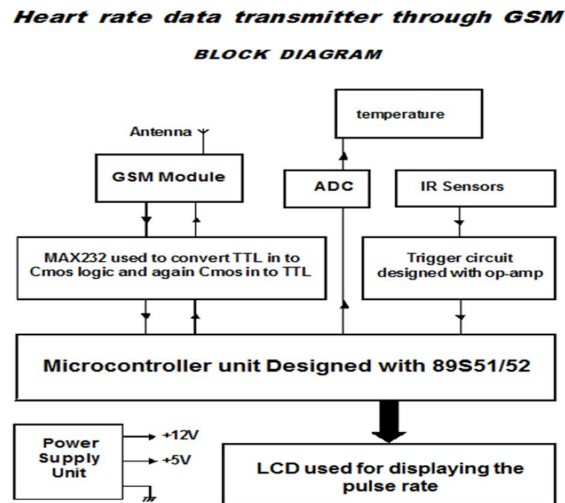 Heart rate data transmitter through GSM
BLOCK DIAGRAM
temperature
Antenna
GSM Module
ADC
IR Sensors
MAX232 used to convert TTL in to
Cmos logic and again Cmos in to TTL
Trigger circuit
designed with op-amp
Microcontroller unit Designed with 89S51/52
Power
Supply
Unit
+12V
+5V
LCD used for displaying the
pulse rate